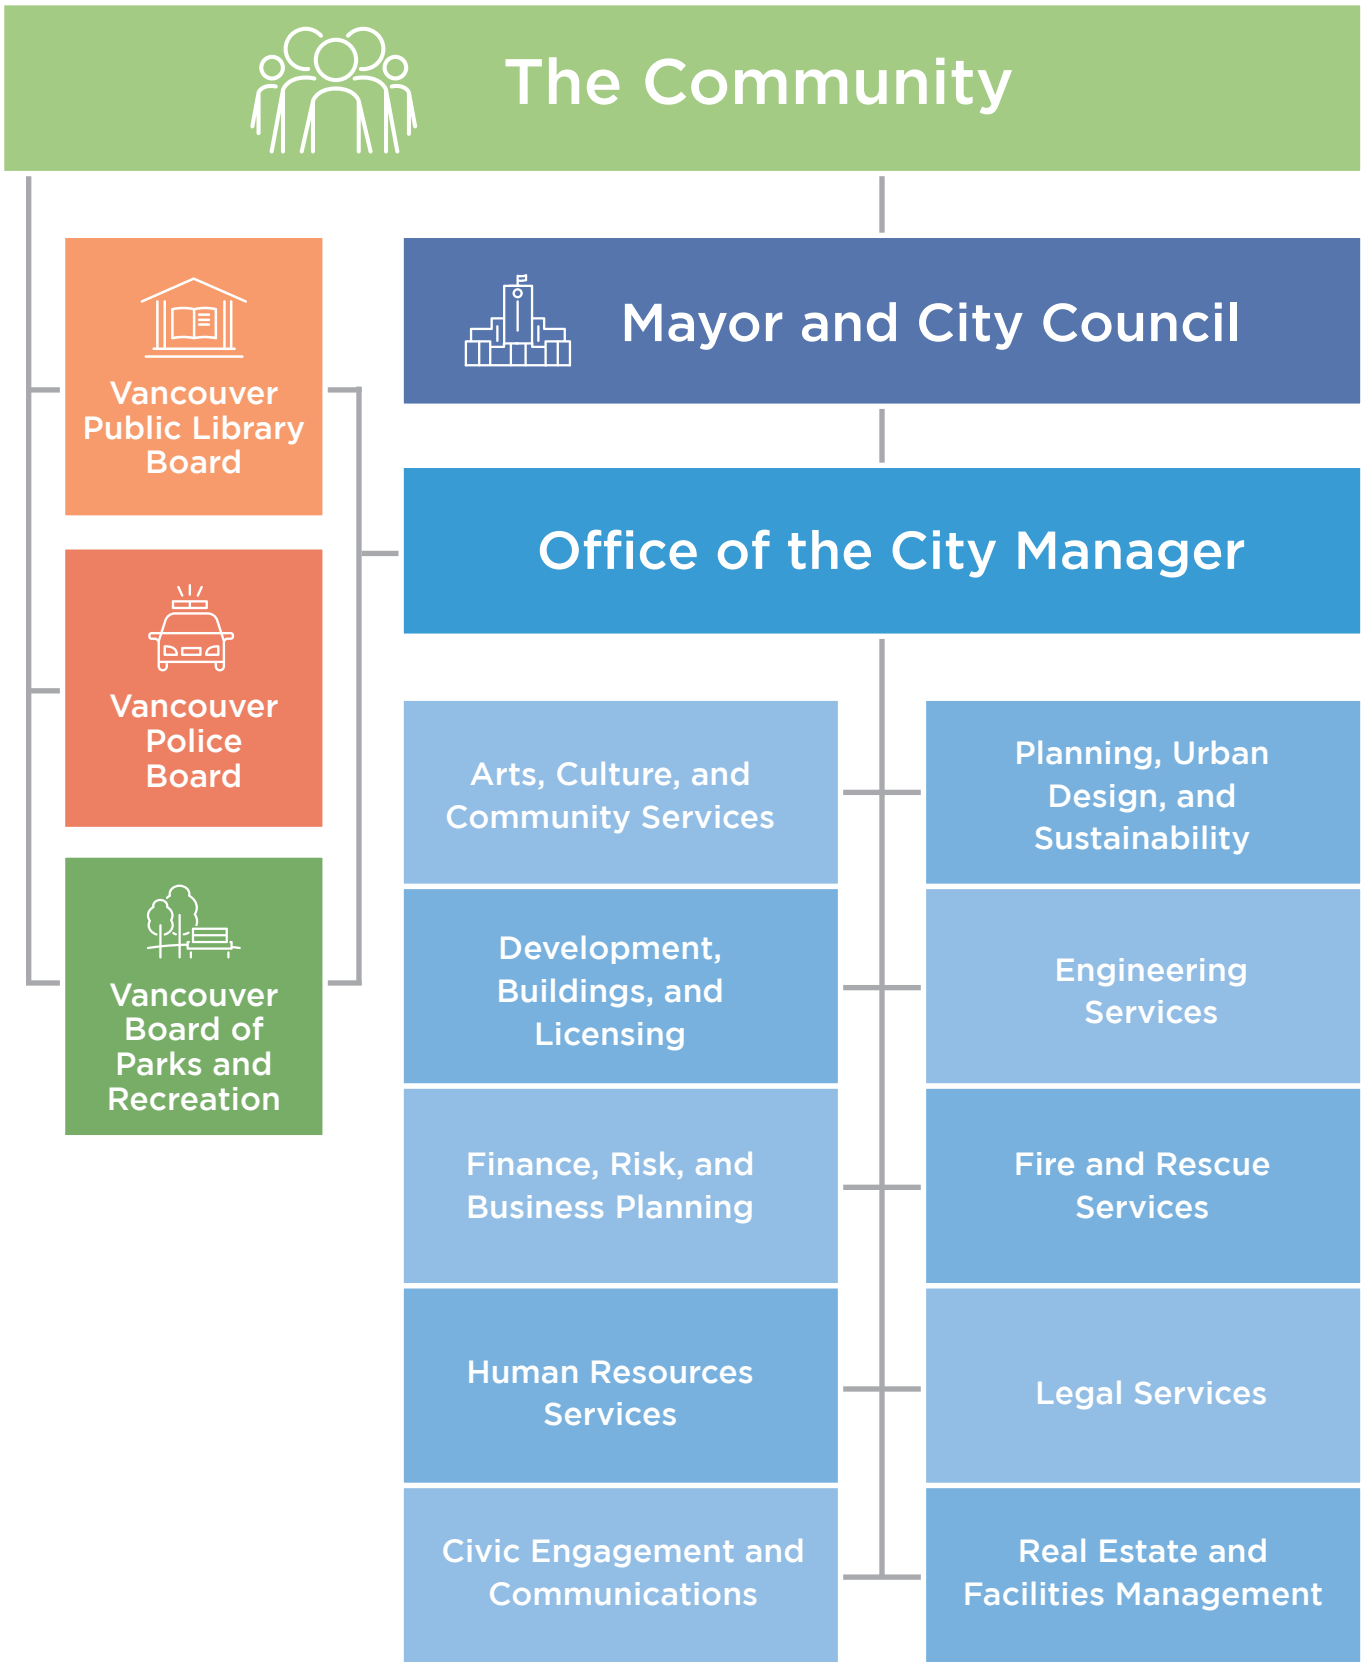 The Community
Mayor and City Council
Vancouver
Public Library
Board
Office of the City Manager
Vancouver
Police
Board
Vancouver
Board of
Parks and
Recreation
Arts, Culture, and
Community Services
Planning, Urban
Design, and
Sustainability
Development,
Buildings, and
Licensing
Engineering
Services
Finance, Risk, and
Business Planning
Fire and Rescue
Services
Human Resources
Services
Legal Services
Civic Engagement and
Communications
Real Estate and
Facilities Management